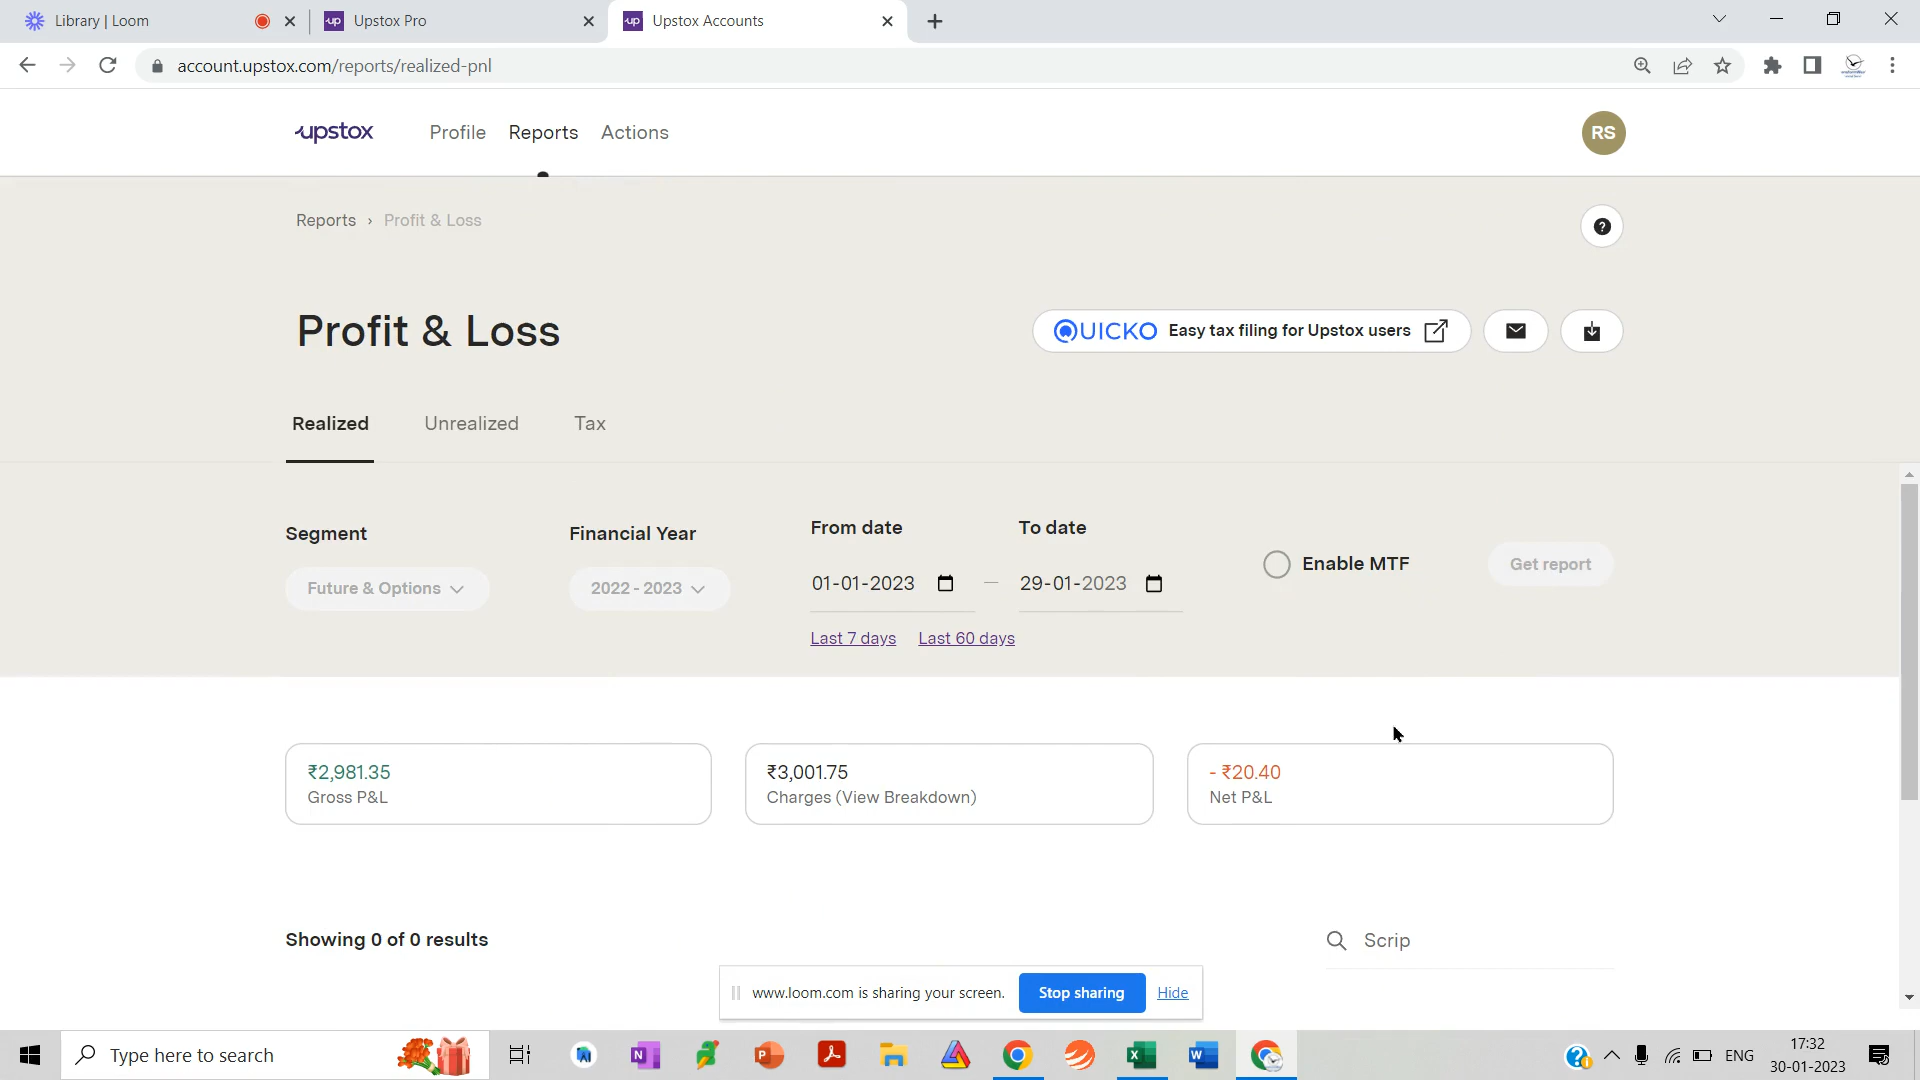 Library | Loom
Upstox Pro
Upstox Accounts
account.upstox.com/reports/realized-pnl
upstox
Profile
Reports
Actions
RS
Reports › Profit & Loss
Profit & Loss
QUICKO Easy tax filing for Upstox users
Realized
Unrealized
Tax
Segment
Financial Year
From date
To date
Future & Options
2022 - 2023
01-01-2023
—
29-01-2023
Enable MTF
Get report
Last 7 days
Last 60 days
₹2,981.35
Gross P&L
₹3,001.75
Charges (View Breakdown)
- ₹20.40
Net P&L
Showing 0 of 0 results
Scrip
www.loom.com is sharing your screen.
Stop sharing
Hide
Type here to search
ENG
17:32
30-01-2023